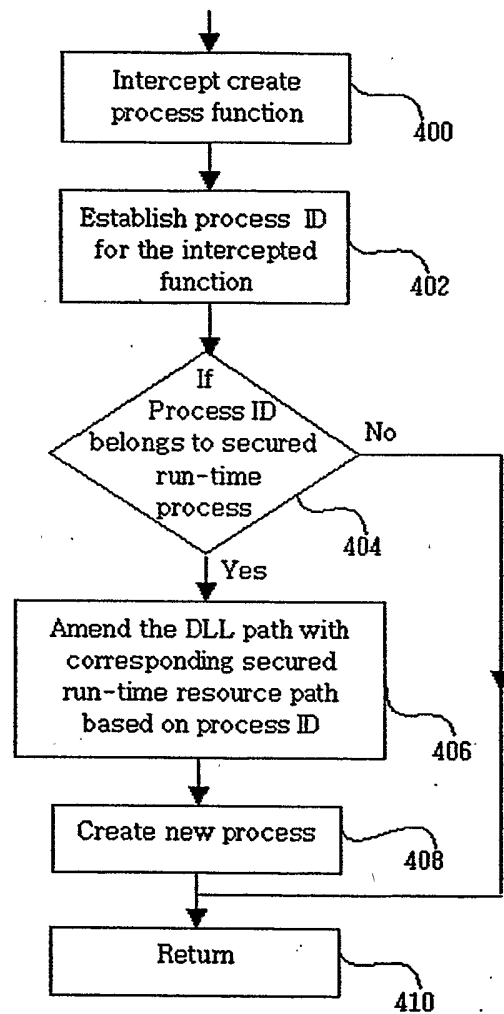 Intercept create
process function
400
Establish process ID
for the intercepted
function
402
If
Process ID
belongs to secured
run-time
process
No
404
Yes
Amend the DLL path with
corresponding secured
run-time resource path
based on process ID
406
Create new process
408
Return
410